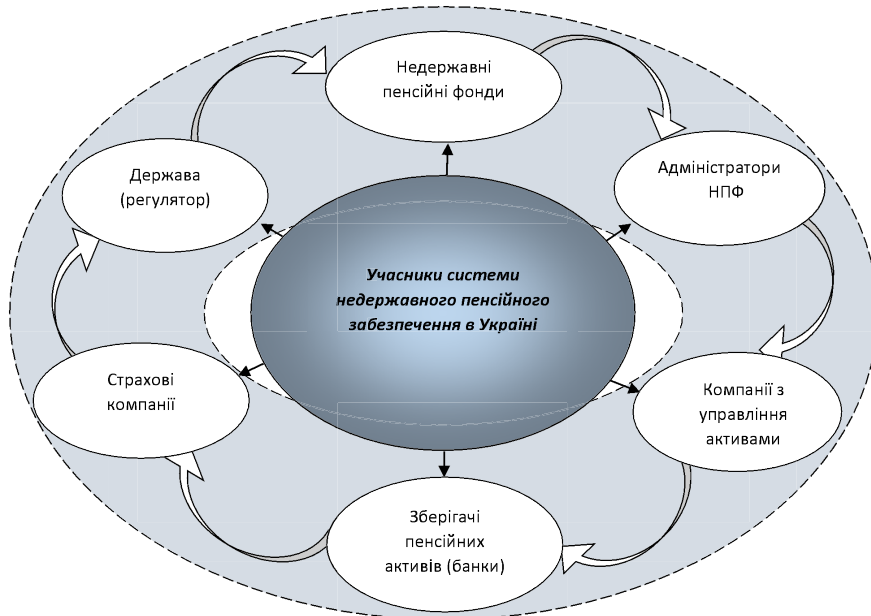 Недержавні
пенсійні фонди
Держава
(регулятор)
Адміністратори
НПФ
Учасники системи
недержавного пенсійного
забезпечення в Україні
Страхові
компанії
Компанії з
управління
активами
Зберігачі
пенсійних
активів (банки)